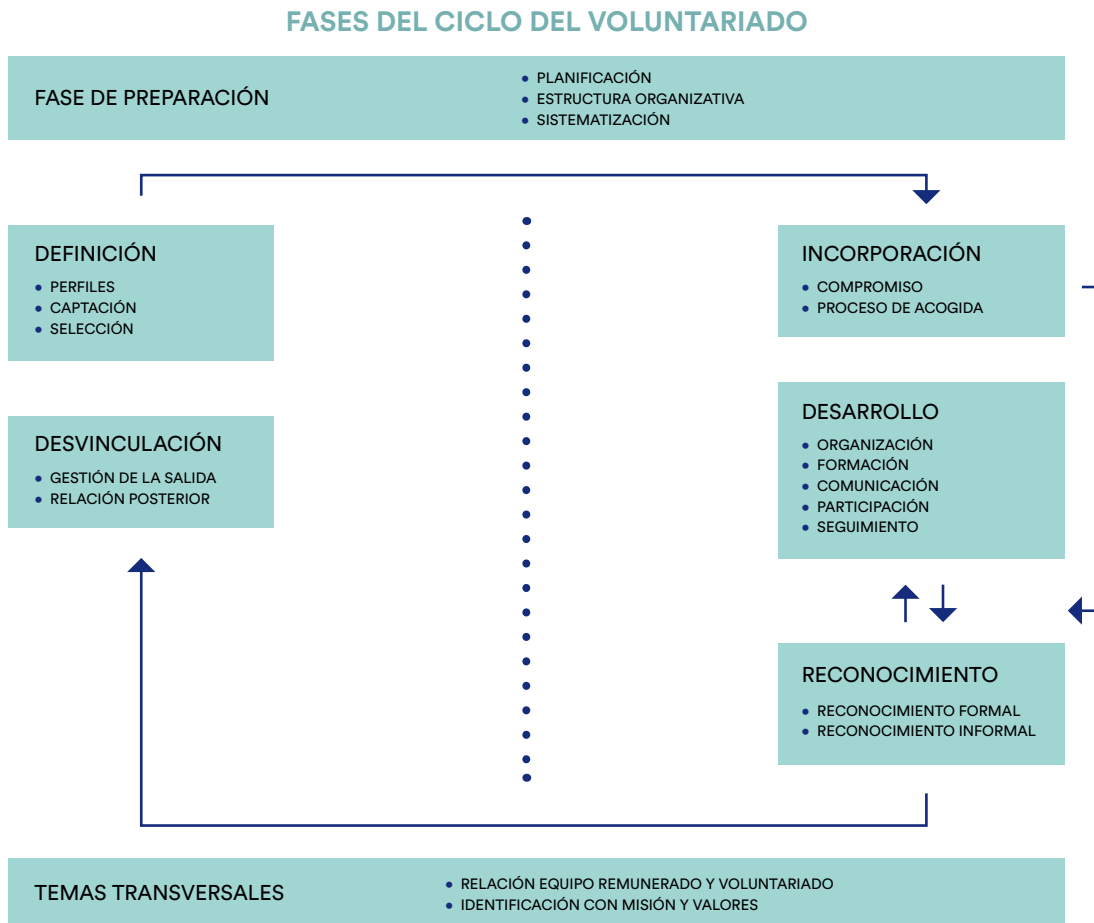 FASES DEL CICLO DEL VOLUNTARIADO
FASE DE PREPARACIÓN
• PLANIFICACIÓN
• ESTRUCTURA ORGANIZATIVA
• SISTEMATIZACIÓN
DEFINICIÓN
• PERFILES
• CAPTACIÓN
• SELECCIÓN
INCORPORACIÓN
• COMPROMISO
• PROCESO DE ACOGIDA
DESARROLLO
• ORGANIZACIÓN
• FORMACIÓN
• COMUNICACIÓN
• PARTICIPACIÓN
• SEGUIMIENTO
RECONOCIMIENTO
• RECONOCIMIENTO FORMAL
• RECONOCIMIENTO INFORMAL
DESVINCULACIÓN
• GESTIÓN DE LA SALIDA
• RELACIÓN POSTERIOR
TEMAS TRANSVERSALES
• RELACIÓN EQUIPO REMUNERADO Y VOLUNTARIADO
• IDENTIFICACIÓN CON MISIÓN Y VALORES